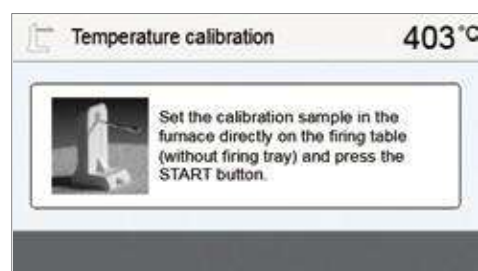 Temperature calibration 403 °C
Set the calibration sample in the
furnace directly on the firing table
(without firing tray) and press the
START button.